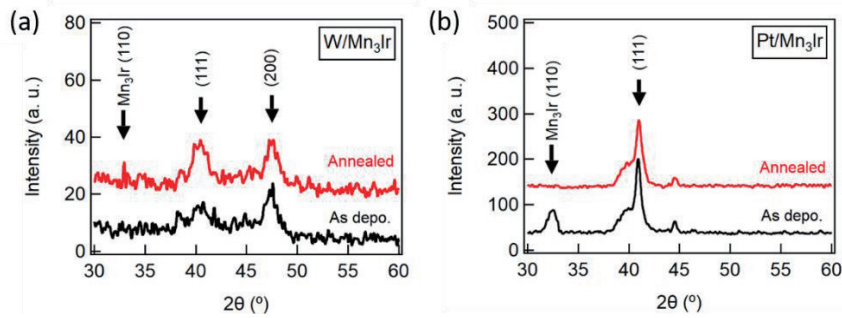 (a)
W/Mn₃Ir
Mn₃Ir (110)
(111)
(200)
Annealed
As depo.
Intensity (a. u.)
80
60
40
20
0
30 35 40 45 50 55 60
2θ (º)
(b)
Pt/Mn₃Ir
Mn₃Ir (110)
(111)
Annealed
As depo.
Intensity (a. u.)
500
400
300
200
100
0
30 35 40 45 50 55 60
2θ (º)